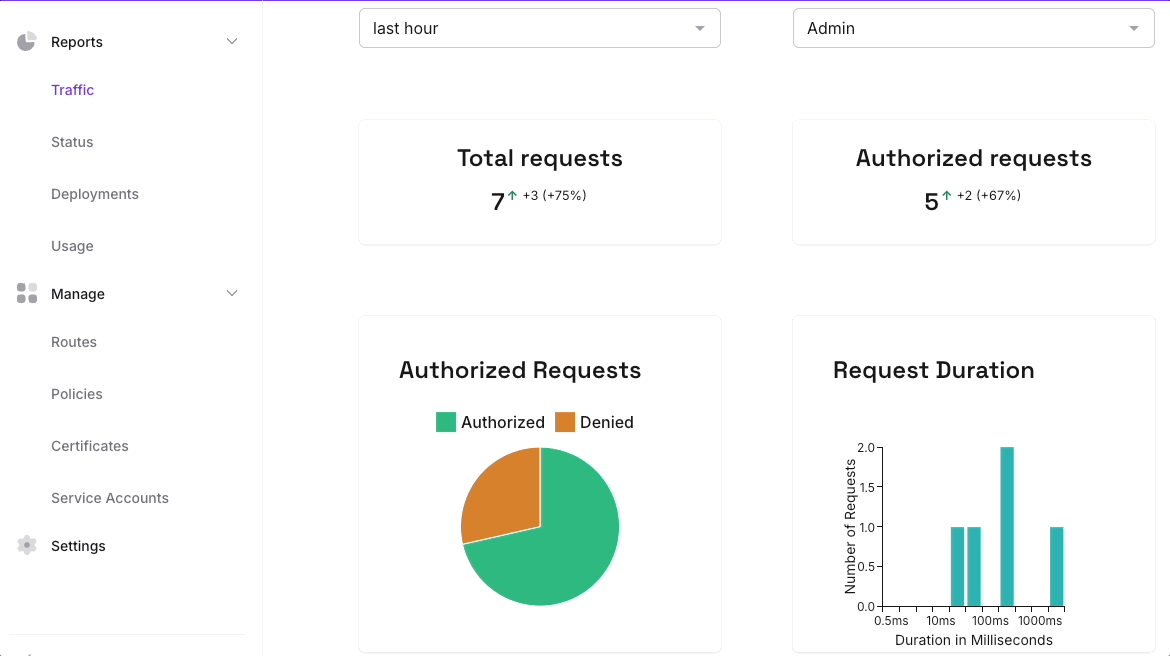 Reports
Traffic
Status
Deployments
Usage
Manage
Routes
Policies
Certificates
Service Accounts
Settings
last hour
Admin
Total requests
7 +3 (+75%)
Authorized requests
5 +2 (+67%)
Authorized Requests
Authorized Denied
Request Duration
Number of Requests
2.0
1.5
1.0
0.5
0.0
0.5ms 10ms 100ms 1000ms
Duration in Milliseconds